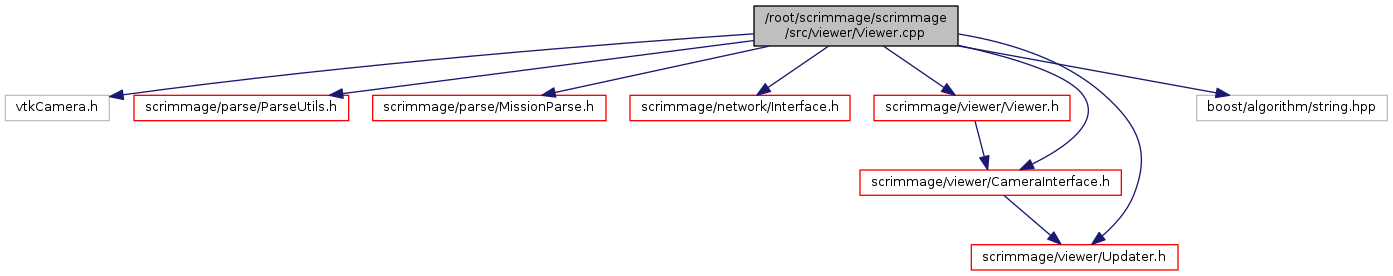 /root/scrimmage/scrimmage
/src/viewer/Viewer.cpp
vtkCamera.h
scrimmage/parse/ParseUtils.h
scrimmage/parse/MissionParse.h
scrimmage/network/Interface.h
scrimmage/viewer/Viewer.h
boost/algorithm/string.hpp
scrimmage/viewer/CameraInterface.h
scrimmage/viewer/Updater.h